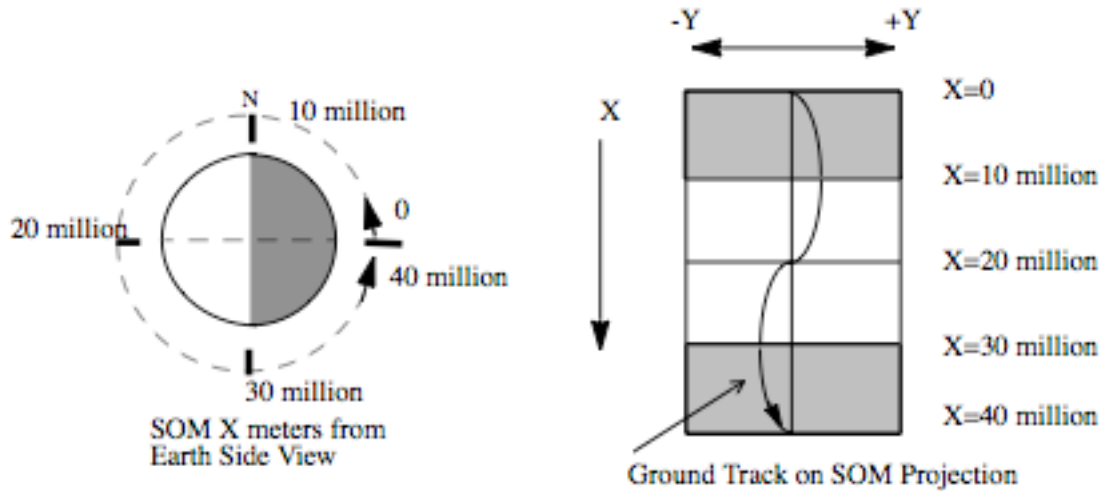 N
10 million
0
20 million
40 million
30 million
SOM X meters from
Earth Side View
-Y
+Y
X
X=0
X=10 million
X=20 million
X=30 million
X=40 million
Ground Track on SOM Projection